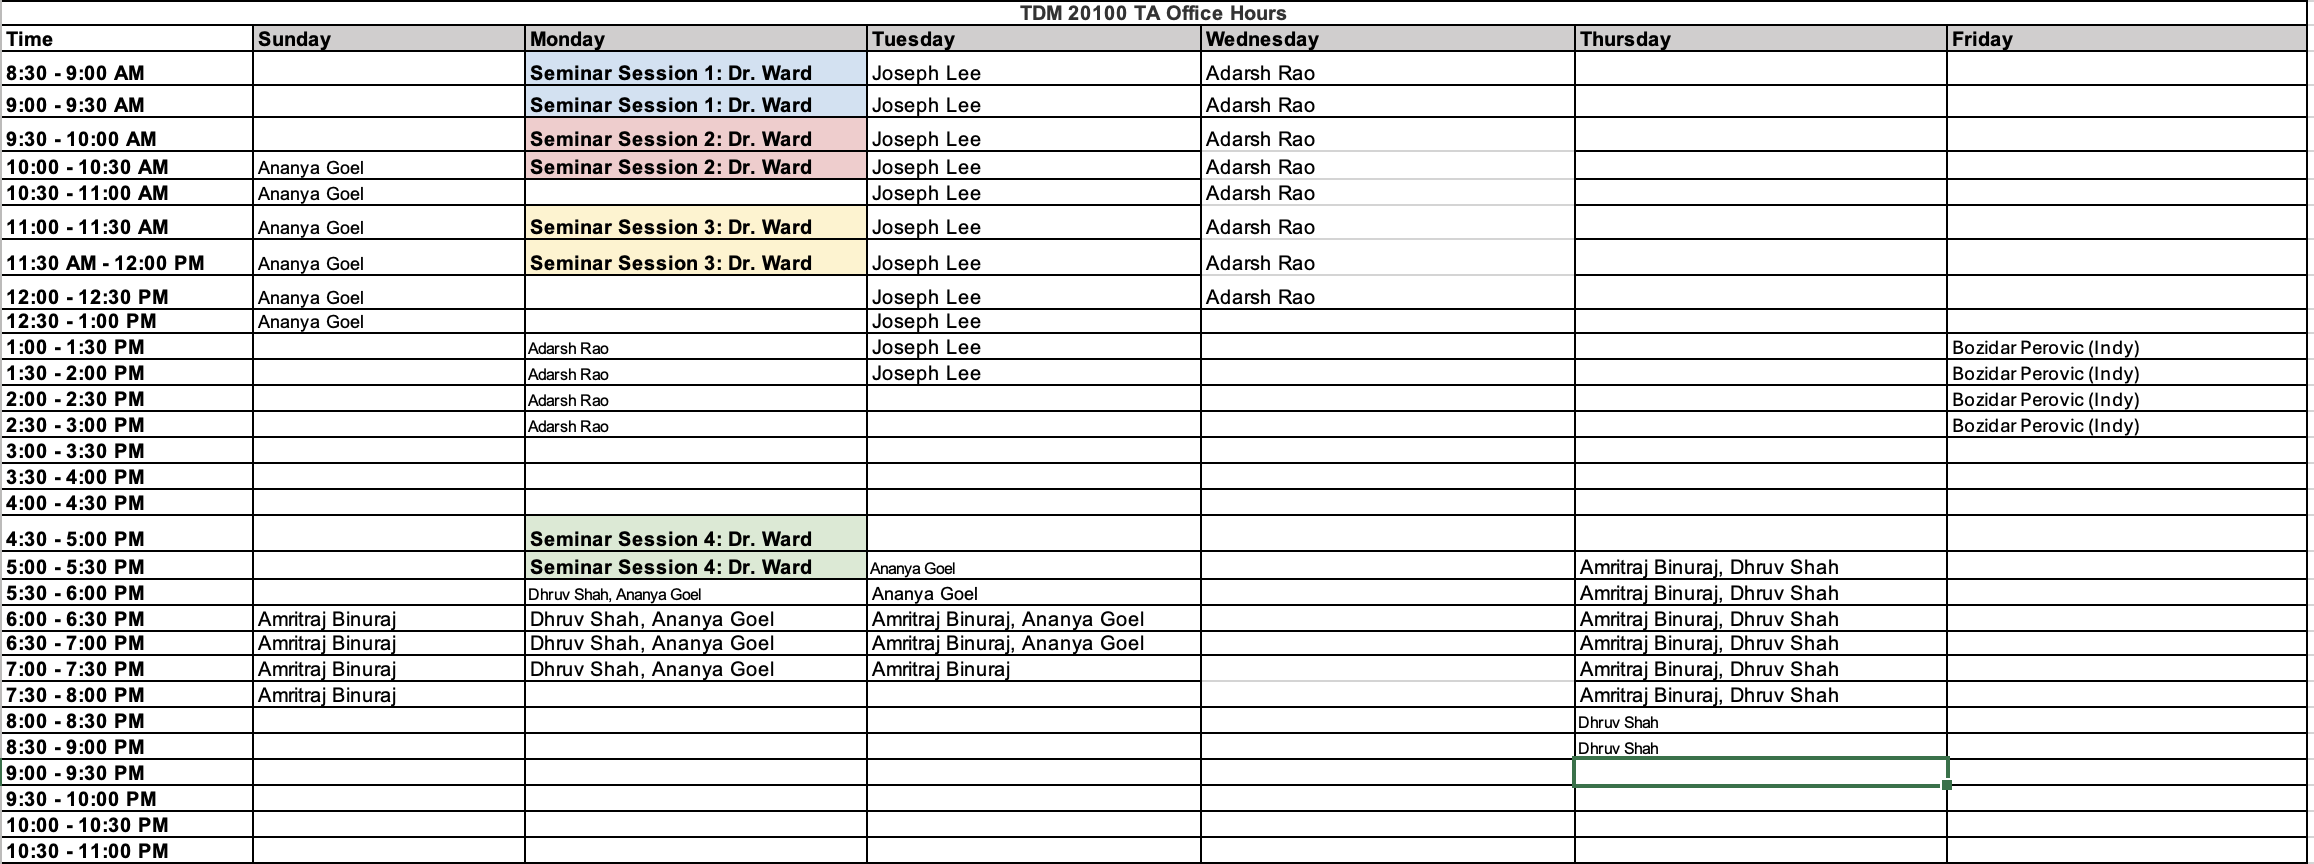 TDM 20100 TA Office Hours
Time Sunday Monday Tuesday Wednesday Thursday Friday
8:30 - 9:00 AM Seminar Session 1: Dr. Ward Joseph Lee Adarsh Rao
9:00 - 9:30 AM Seminar Session 1: Dr. Ward Joseph Lee Adarsh Rao
9:30 - 10:00 AM Seminar Session 2: Dr. Ward Joseph Lee Adarsh Rao
10:00 - 10:30 AM Ananya Goel Seminar Session 2: Dr. Ward Joseph Lee Adarsh Rao
10:30 - 11:00 AM Ananya Goel Joseph Lee Adarsh Rao
11:00 - 11:30 AM Ananya Goel Seminar Session 3: Dr. Ward Joseph Lee Adarsh Rao
11:30 AM - 12:00 PM Ananya Goel Seminar Session 3: Dr. Ward Joseph Lee Adarsh Rao
12:00 - 12:30 PM Ananya Goel Joseph Lee Adarsh Rao
12:30 - 1:00 PM Ananya Goel Joseph Lee
1:00 - 1:30 PM Adarsh Rao Joseph Lee Bozidar Perovic (Indy)
1:30 - 2:00 PM Adarsh Rao Joseph Lee Bozidar Perovic (Indy)
2:00 - 2:30 PM Adarsh Rao Bozidar Perovic (Indy)
2:30 - 3:00 PM Adarsh Rao Bozidar Perovic (Indy)
3:00 - 3:30 PM
3:30 - 4:00 PM
4:00 - 4:30 PM
4:30 - 5:00 PM Seminar Session 4: Dr. Ward
5:00 - 5:30 PM Seminar Session 4: Dr. Ward Ananya Goel Amritraj Binuraj, Dhruv Shah
5:30 - 6:00 PM Dhruv Shah, Ananya Goel Ananya Goel Amritraj Binuraj, Dhruv Shah
6:00 - 6:30 PM Amritraj Binuraj Dhruv Shah, Ananya Goel Amritraj Binuraj, Ananya Goel Amritraj Binuraj, Dhruv Shah
6:30 - 7:00 PM Amritraj Binuraj Dhruv Shah, Ananya Goel Amritraj Binuraj, Ananya Goel Amritraj Binuraj, Dhruv Shah
7:00 - 7:30 PM Amritraj Binuraj Dhruv Shah, Ananya Goel Amritraj Binuraj Amritraj Binuraj, Dhruv Shah
7:30 - 8:00 PM Amritraj Binuraj Amritraj Binuraj, Dhruv Shah
8:00 - 8:30 PM Dhruv Shah
8:30 - 9:00 PM Dhruv Shah
9:00 - 9:30 PM
9:30 - 10:00 PM
10:00 - 10:30 PM
10:30 - 11:00 PM